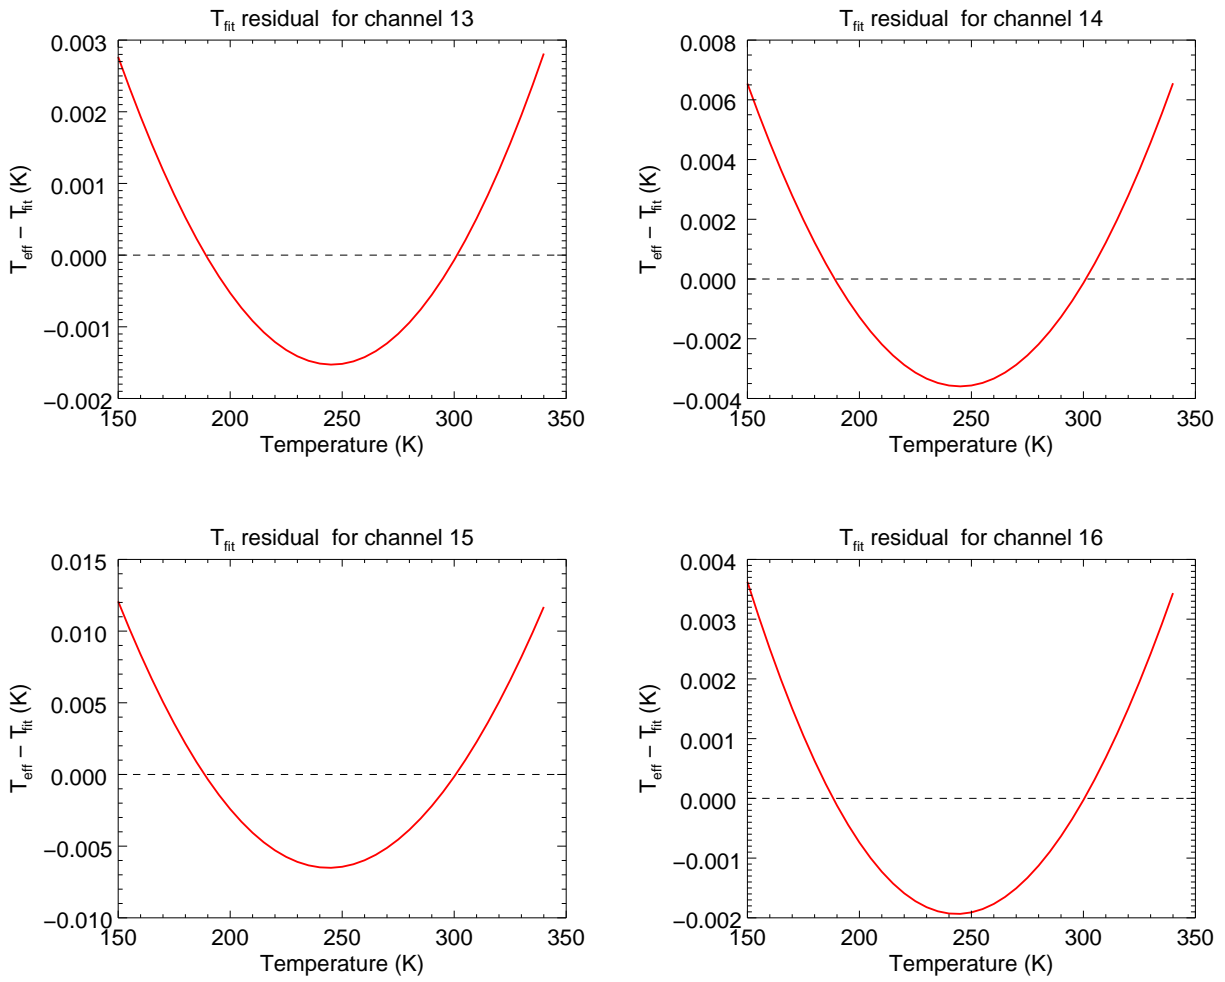 T_fit residual for channel 13
0.003
0.002
0.001
0.000
−0.001
−0.002
T_eff − T_fit (K)
150 200 250 300 350
Temperature (K)
T_fit residual for channel 14
0.008
0.006
0.004
0.002
0.000
−0.002
−0.004
T_eff − T_fit (K)
150 200 250 300 350
Temperature (K)
T_fit residual for channel 15
0.015
0.010
0.005
0.000
−0.005
−0.010
T_eff − T_fit (K)
150 200 250 300 350
Temperature (K)
T_fit residual for channel 16
0.004
0.003
0.002
0.001
0.000
−0.001
−0.002
T_eff − T_fit (K)
150 200 250 300 350
Temperature (K)